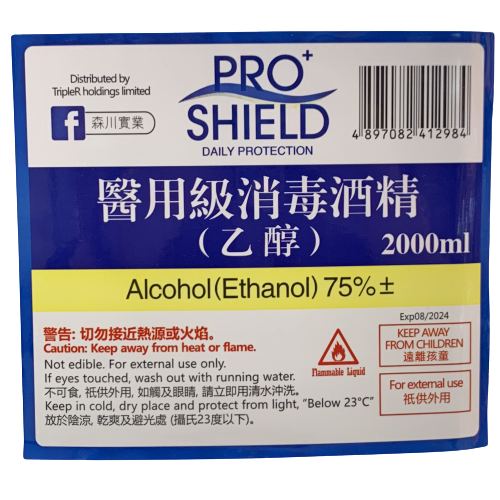 Distributed by
TripleR holdings limited
f 森川實業
PRO+
SHIELD
DAILY PROTECTION
4 897082 412984
醫用級消毒酒精
（乙醇）
2000ml
Alcohol(Ethanol) 75%±
Exp08/2024
警告: 切勿接近熱源或火焰。
Caution: Keep away from heat or flame.
Not edible. For external use only.
If eyes touched, wash out with running water.
不可食, 祇供外用, 如觸及眼睛, 請立即用清水沖洗。
Keep in cold, dry place and protect from light, "Below 23°C"
放於陰涼, 乾爽及避光處 (攝氏23度以下)。
Flammable Liquid
KEEP AWAY
FROM CHILDREN
遠離孩童
For external use
祇供外用